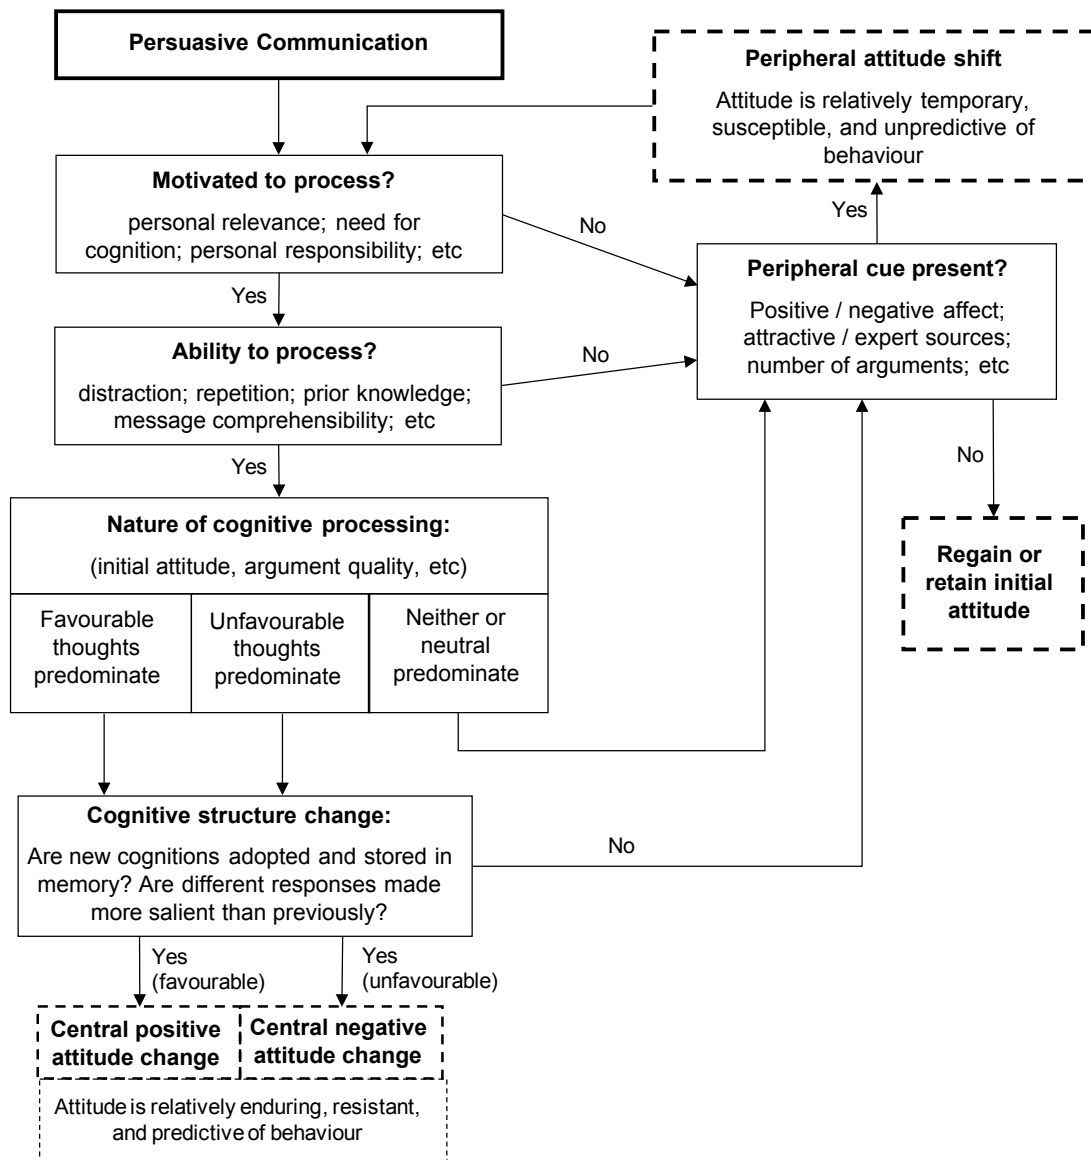 Persuasive Communication
Peripheral attitude shift
Attitude is relatively temporary,
susceptible, and unpredictive of
behaviour
Motivated to process?
personal relevance; need for
cognition; personal responsibility; etc
No
Yes
Peripheral cue present?
Positive / negative affect;
attractive / expert sources;
number of arguments; etc
Yes
Ability to process?
distraction; repetition; prior knowledge;
message comprehensibility; etc
No
Yes
No
Nature of cognitive processing:
(initial attitude, argument quality, etc)
Favourable
thoughts
predominate
Unfavourable
thoughts
predominate
Neither or
neutral
predominate
Regain or
retain initial
attitude
Cognitive structure change:
Are new cognitions adopted and stored in
memory? Are different responses made
more salient than previously?
No
Yes
(favourable)
Yes
(unfavourable)
Central positive
attitude change
Central negative
attitude change
Attitude is relatively enduring, resistant,
and predictive of behaviour